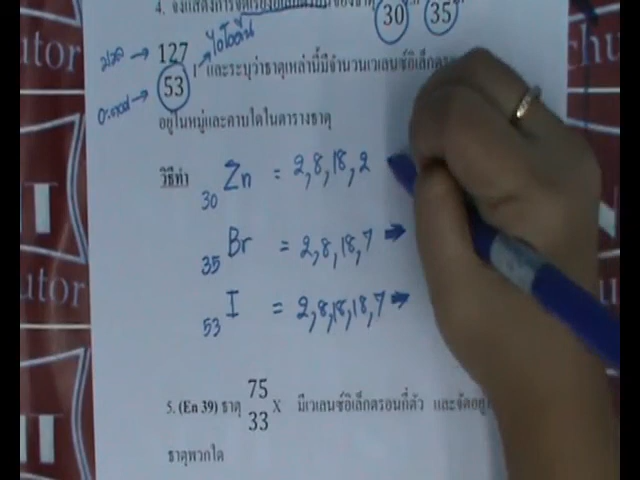 4. จงแสดงการจัดเรียงอิเล็กตรอนของธาตุ 30 35
มวล → 127 → ไอโอดีน
อะตอม → 53 I และระบุว่าธาตุเหล่านี้มีจำนวนเวเลนซ์อิเล็กตรอน
อยู่ในหมู่และคาบใดในตารางธาตุ
วิธีทำ 30 Zn = 2,8,18,2
35 Br = 2,8,18,7 →
53 I = 2,8,18,18,7 →
5. (En 39) ธาตุ 75 33 X มีเวเลนซ์อิเล็กตรอนกี่ตัว และจัดอยู่
ธาตุพวกใด
chutor
utor
IT